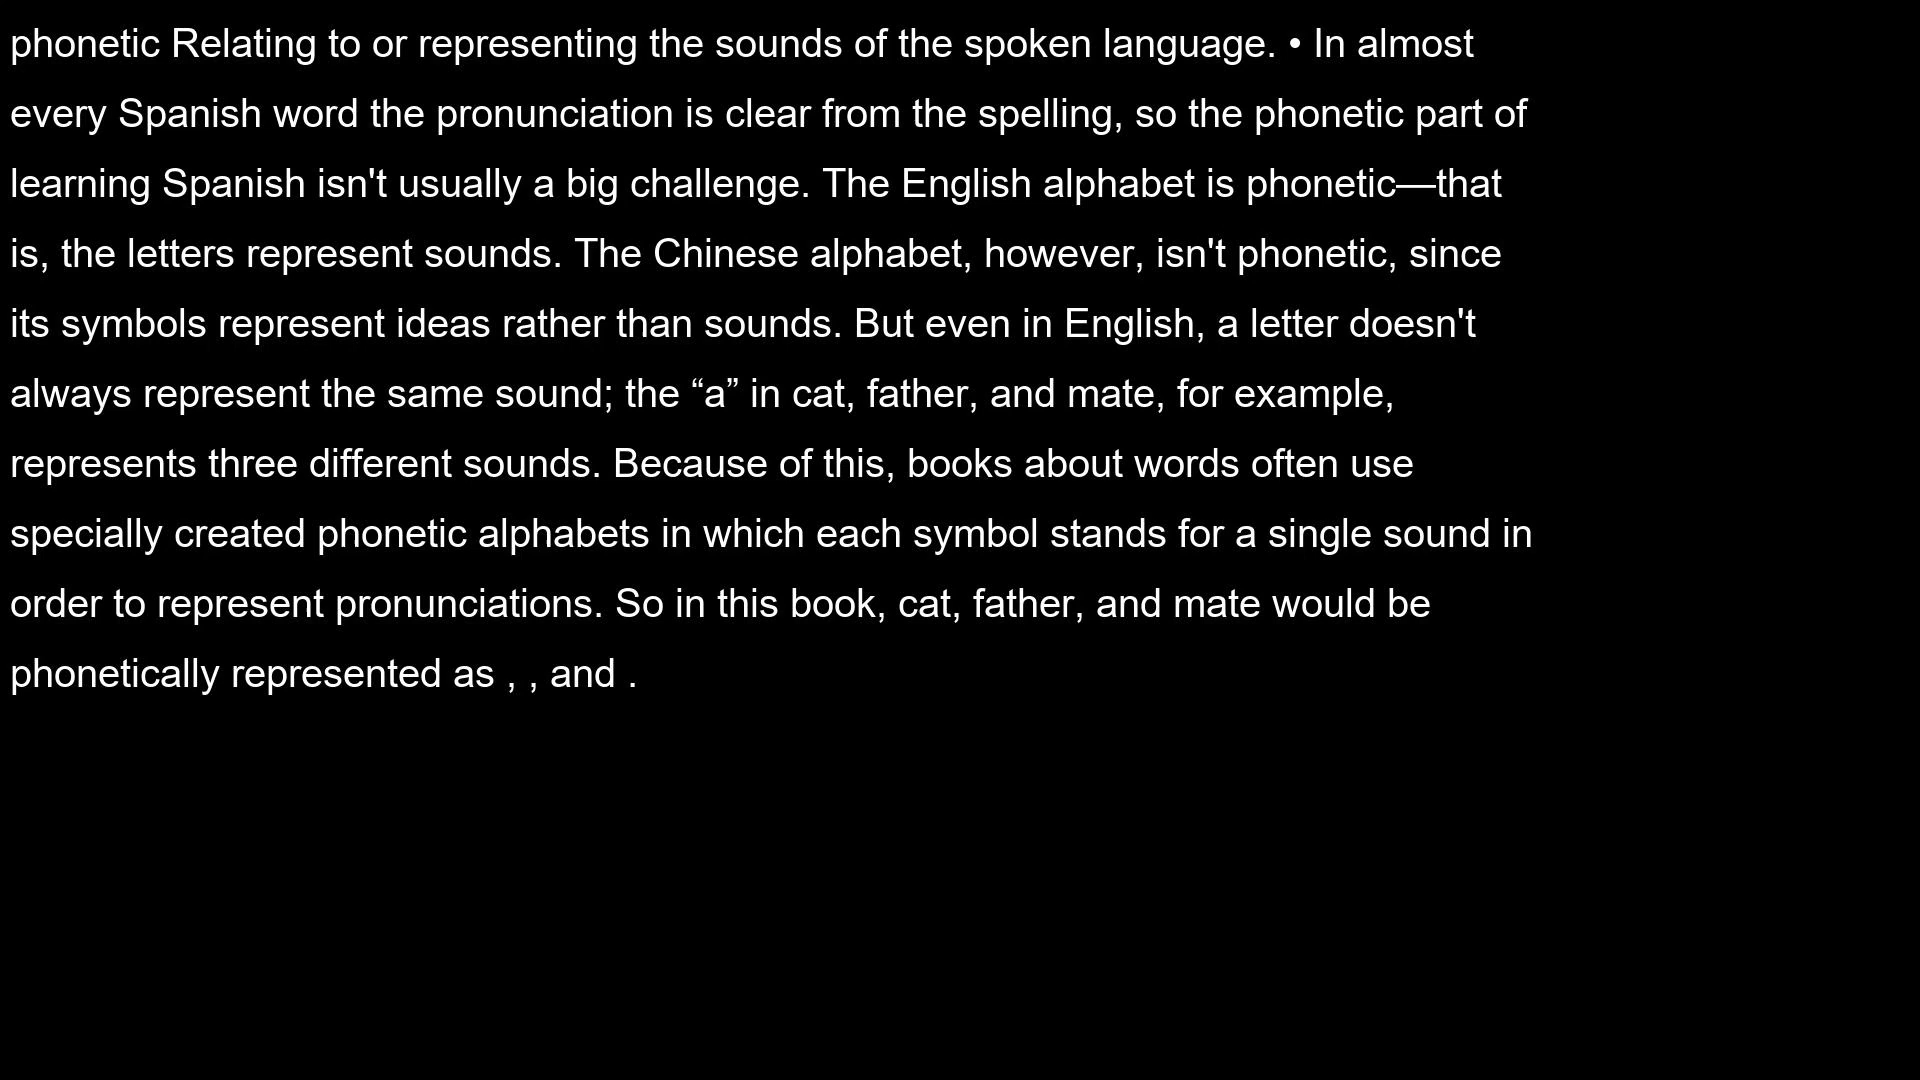 phonetic Relating to or representing the sounds of the spoken language. • In almost
every Spanish word the pronunciation is clear from the spelling, so the phonetic part of
learning Spanish isn't usually a big challenge. The English alphabet is phonetic—that
is, the letters represent sounds. The Chinese alphabet, however, isn't phonetic, since
its symbols represent ideas rather than sounds. But even in English, a letter doesn't
always represent the same sound; the “a” in cat, father, and mate, for example,
represents three different sounds. Because of this, books about words often use
specially created phonetic alphabets in which each symbol stands for a single sound in
order to represent pronunciations. So in this book, cat, father, and mate would be
phonetically represented as , , and .